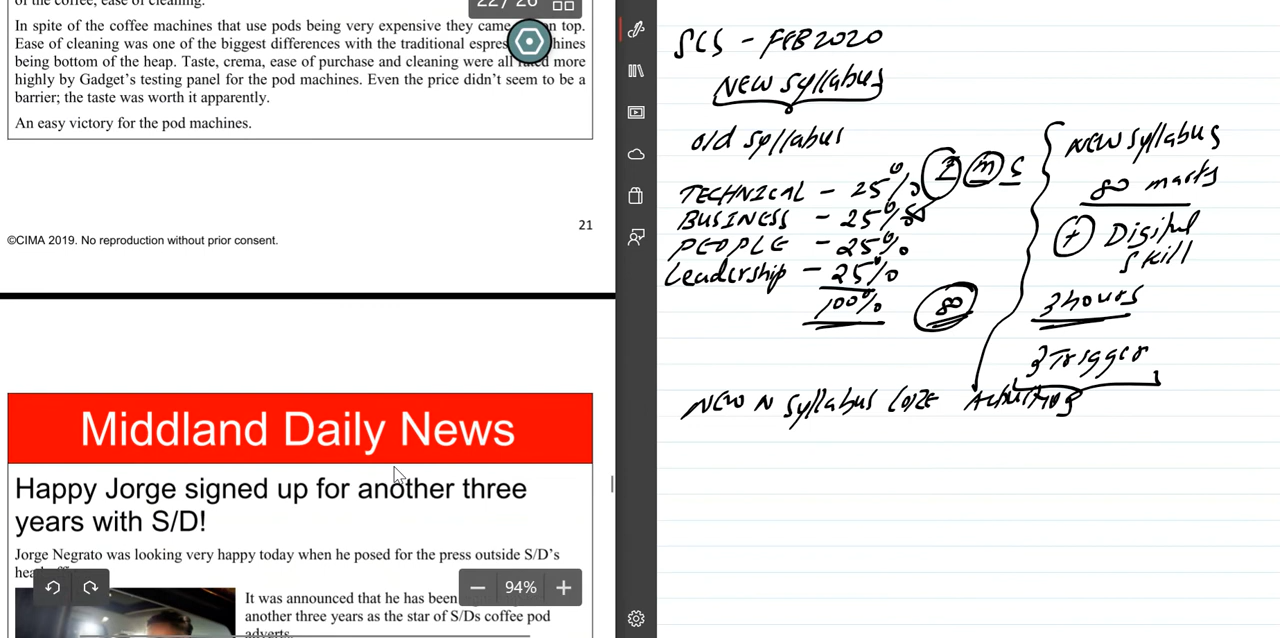 of the coffee, ease of cleaning.
22 / 26
In spite of the coffee machines that use pods being very expensive they came on top.
Ease of cleaning was one of the biggest differences with the traditional espres hines
being bottom of the heap. Taste, crema, ease of purchase and cleaning were all rated more
highly by Gadget's testing panel for the pod machines. Even the price didn't seem to be a
barrier; the taste was worth it apparently.
An easy victory for the pod machines.
21
©CIMA 2019. No reproduction without prior consent.
Middland Daily News
Happy Jorge signed up for another three
years with S/D!
Jorge Negrato was looking very happy today when he posed for the press outside S/D's
hea
94%
It was announced that he has been
another three years as the star of S/Ds coffee pod
adverts.
SCS - FEB 2020
NEW syllabus
old syllabus
TECHNICAL - 25%
BUSINESS - 25%
PEOPLE - 25%
Leadership - 25%
100%
80
I m S
NEW syllabus
80 marks
+ Digital
skill
3 hours
3 Trigger
NEW N syllabus